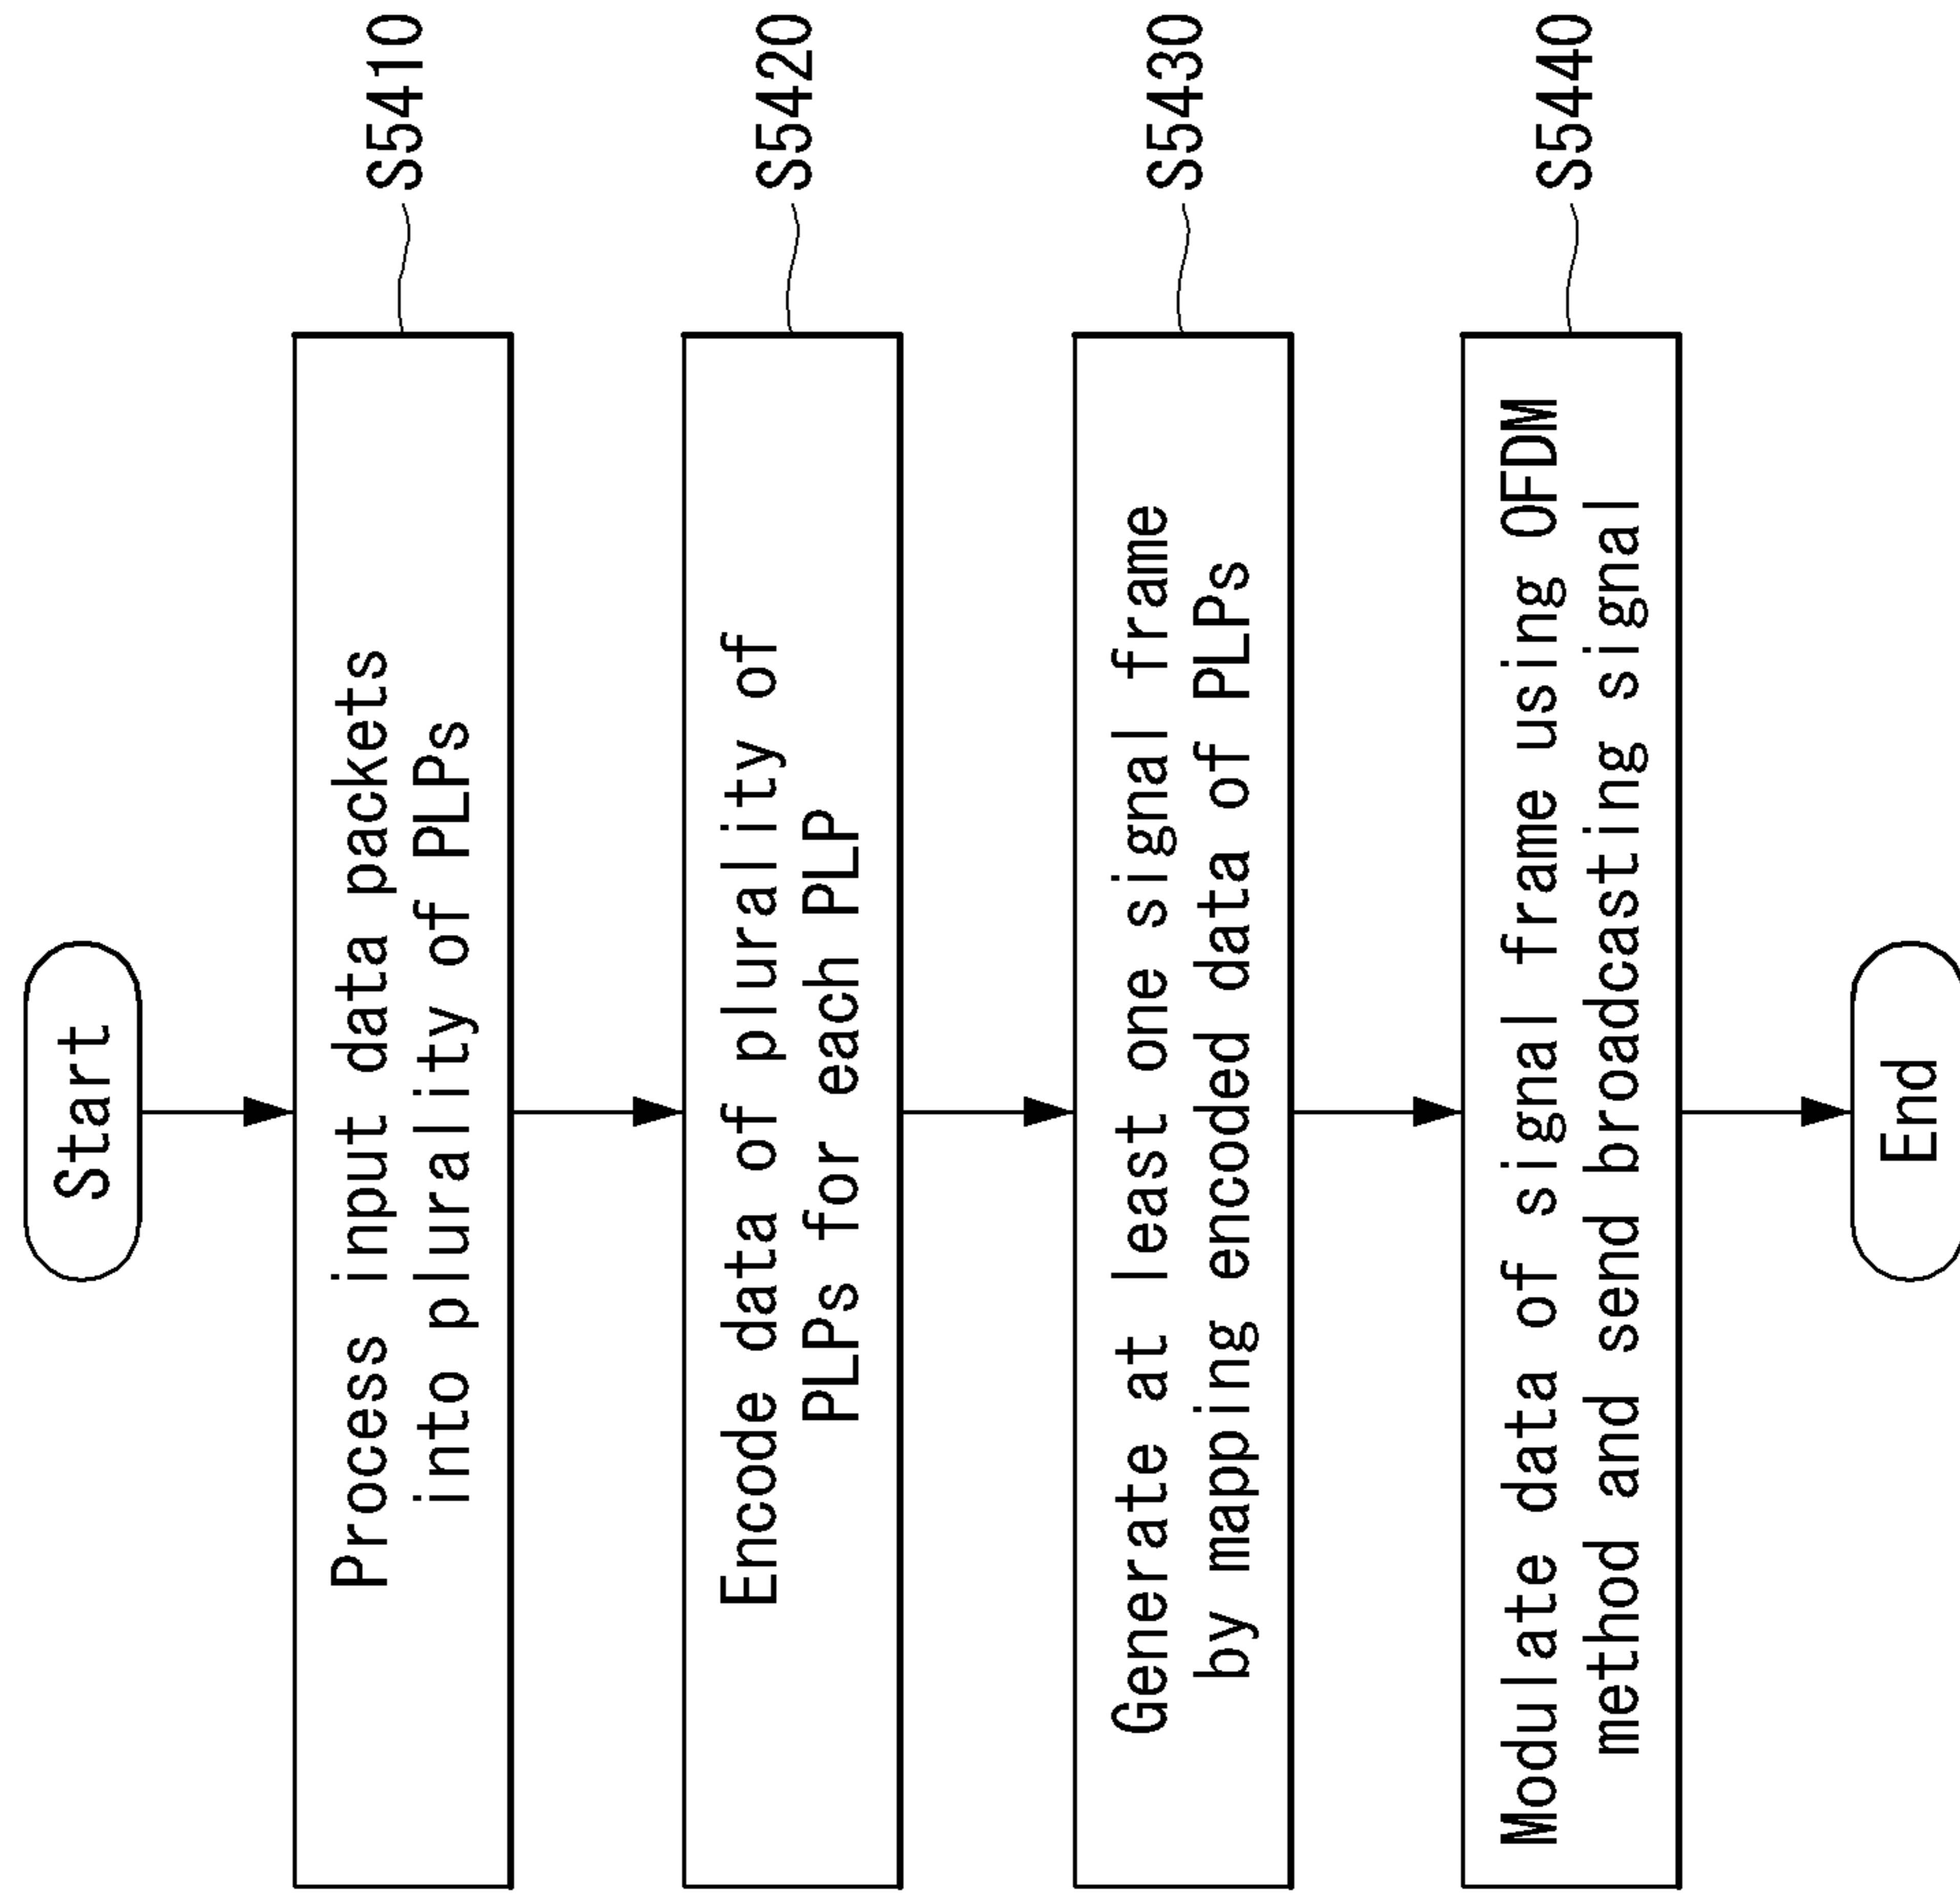 Start
Process input data packets
into plurality of PLPs
S5410
Encode data of plurality of
PLPs for each PLP
S5420
Generate at least one signal frame
by mapping encoded data of PLPs
S5430
Modulate data of signal frame using OFDM
method and send broadcasting signal
S5440
End